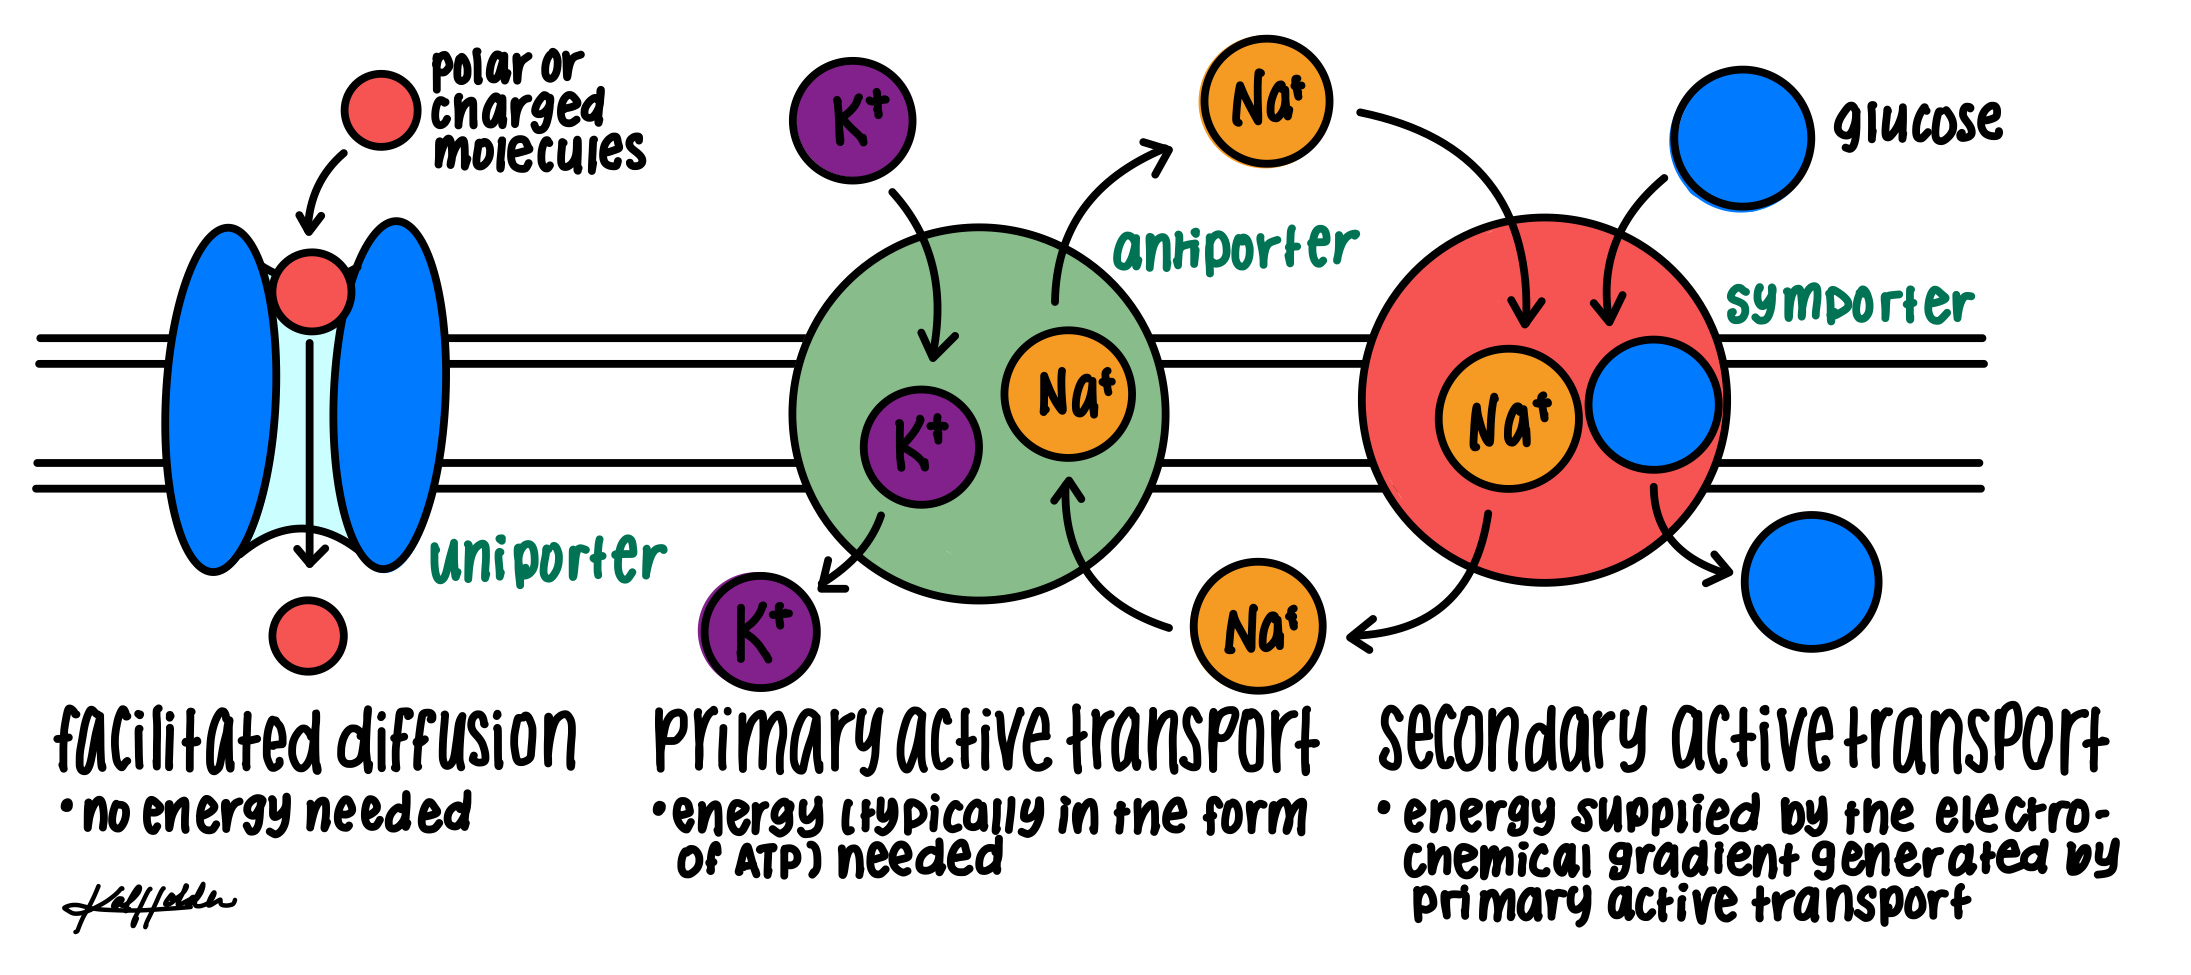 polar or
charged
molecules
K+
Na+
glucose
antiporter
symporter
Na+
K+
Na+
uniporter
K+
Na+
facilitated diffusion
• no energy needed
primary active transport
• energy (typically in the form
of ATP) needed
secondary active transport
• energy supplied by the electro-
chemical gradient generated by
primary active transport